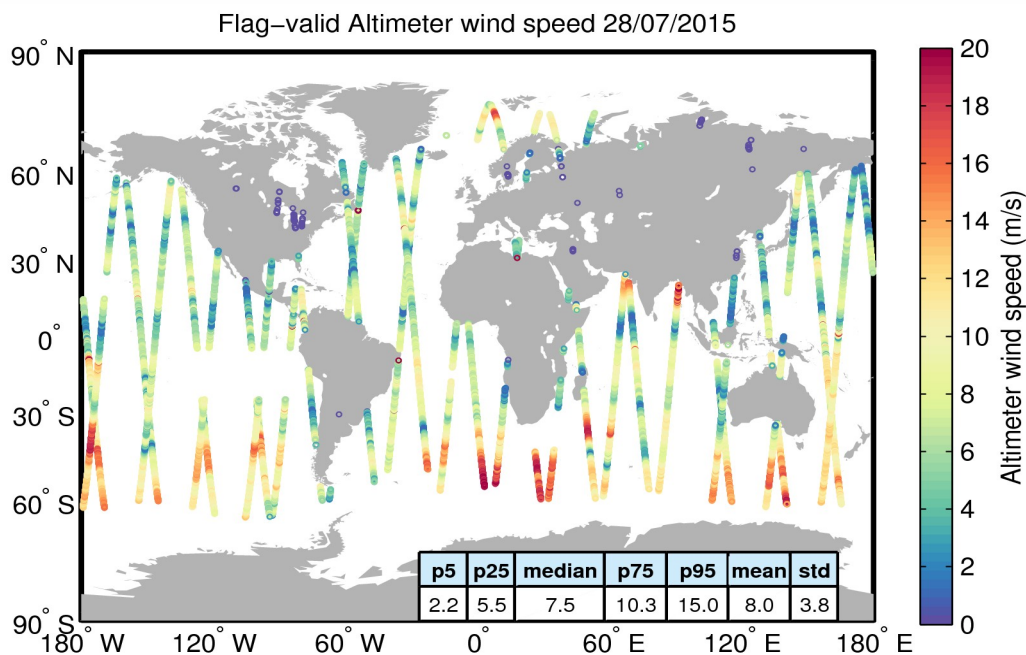 Flag−valid Altimeter wind speed 28/07/2015
90° N
60° N
30° N
0°
30° S
60° S
90° S
180° W
120° W
60° W
0°
60° E
120° E
180° E
p5 p25 median p75 p95 mean std
2.2 5.5 7.5 10.3 15.0 8.0 3.8
20
18
16
14
12
10
8
6
4
2
0
Altimeter wind speed (m/s)